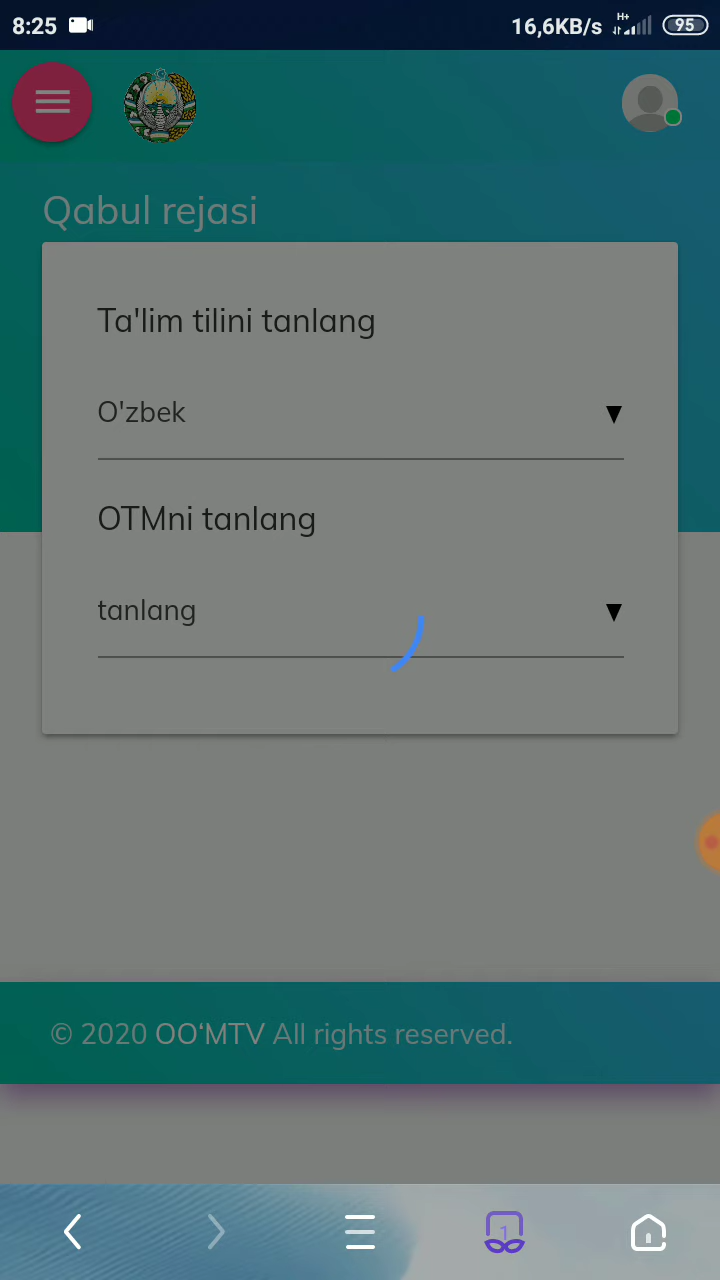 8:25
16,6KB/s H+ 95
Qabul rejasi
Ta'lim tilini tanlang
O'zbek
OTMni tanlang
tanlang
© 2020 OO‘MTV All rights reserved.
1